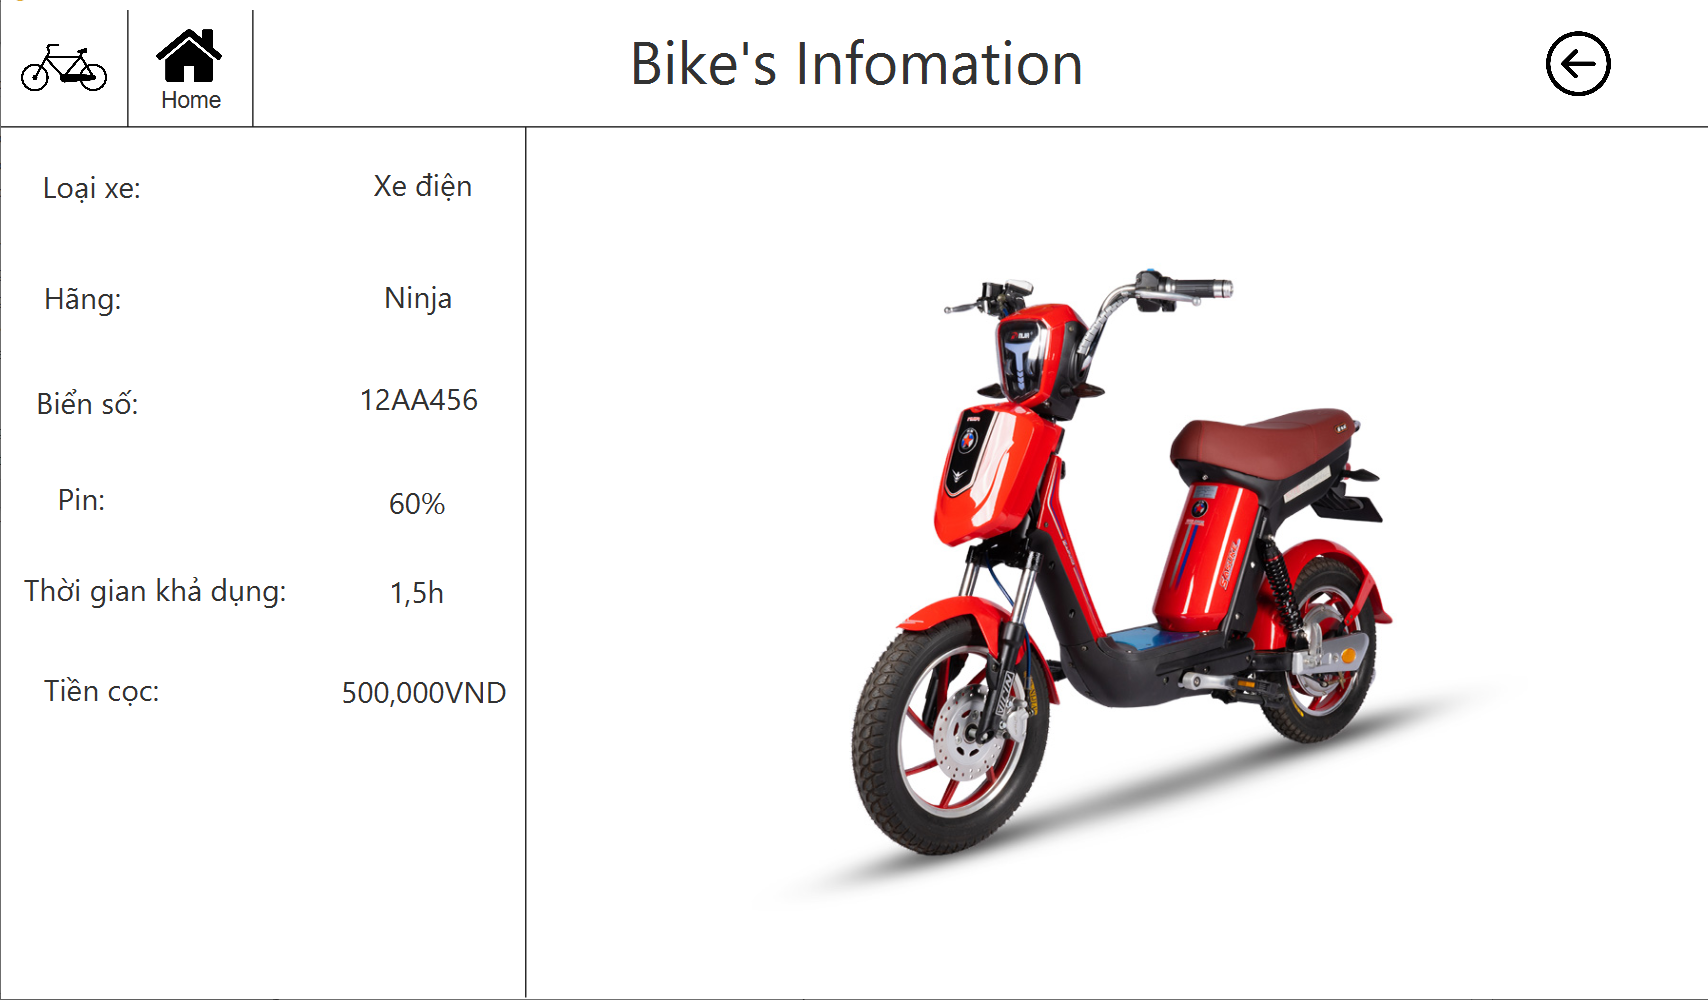 Home
Bike's Infomation
Loại xe: Xe điện
Hãng: Ninja
Biển số: 12AA456
Pin: 60%
Thời gian khả dụng: 1,5h
Tiền cọc: 500,000VND
NINJA